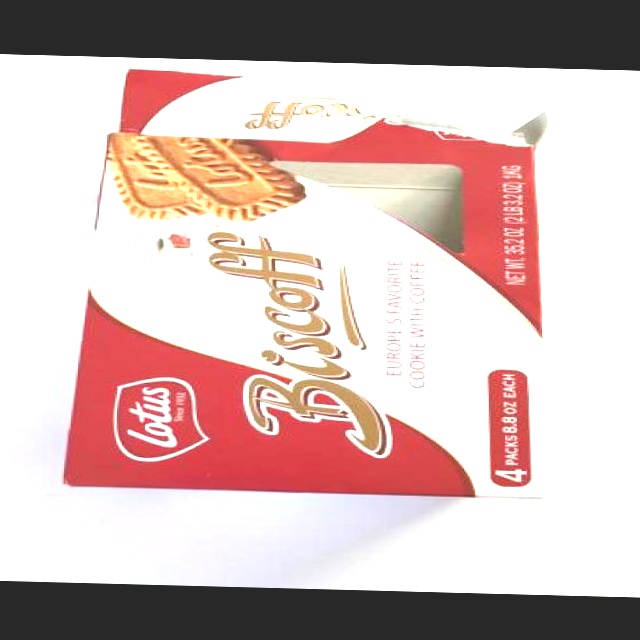 Lotus
Since 1932
Biscoff
EUROPE'S FAVORITE
COOKIE WITH COFFEE
4 PACKS 8.8 OZ EACH
NET WT. 35.2 OZ (2 LB 3.2 OZ) 1KG